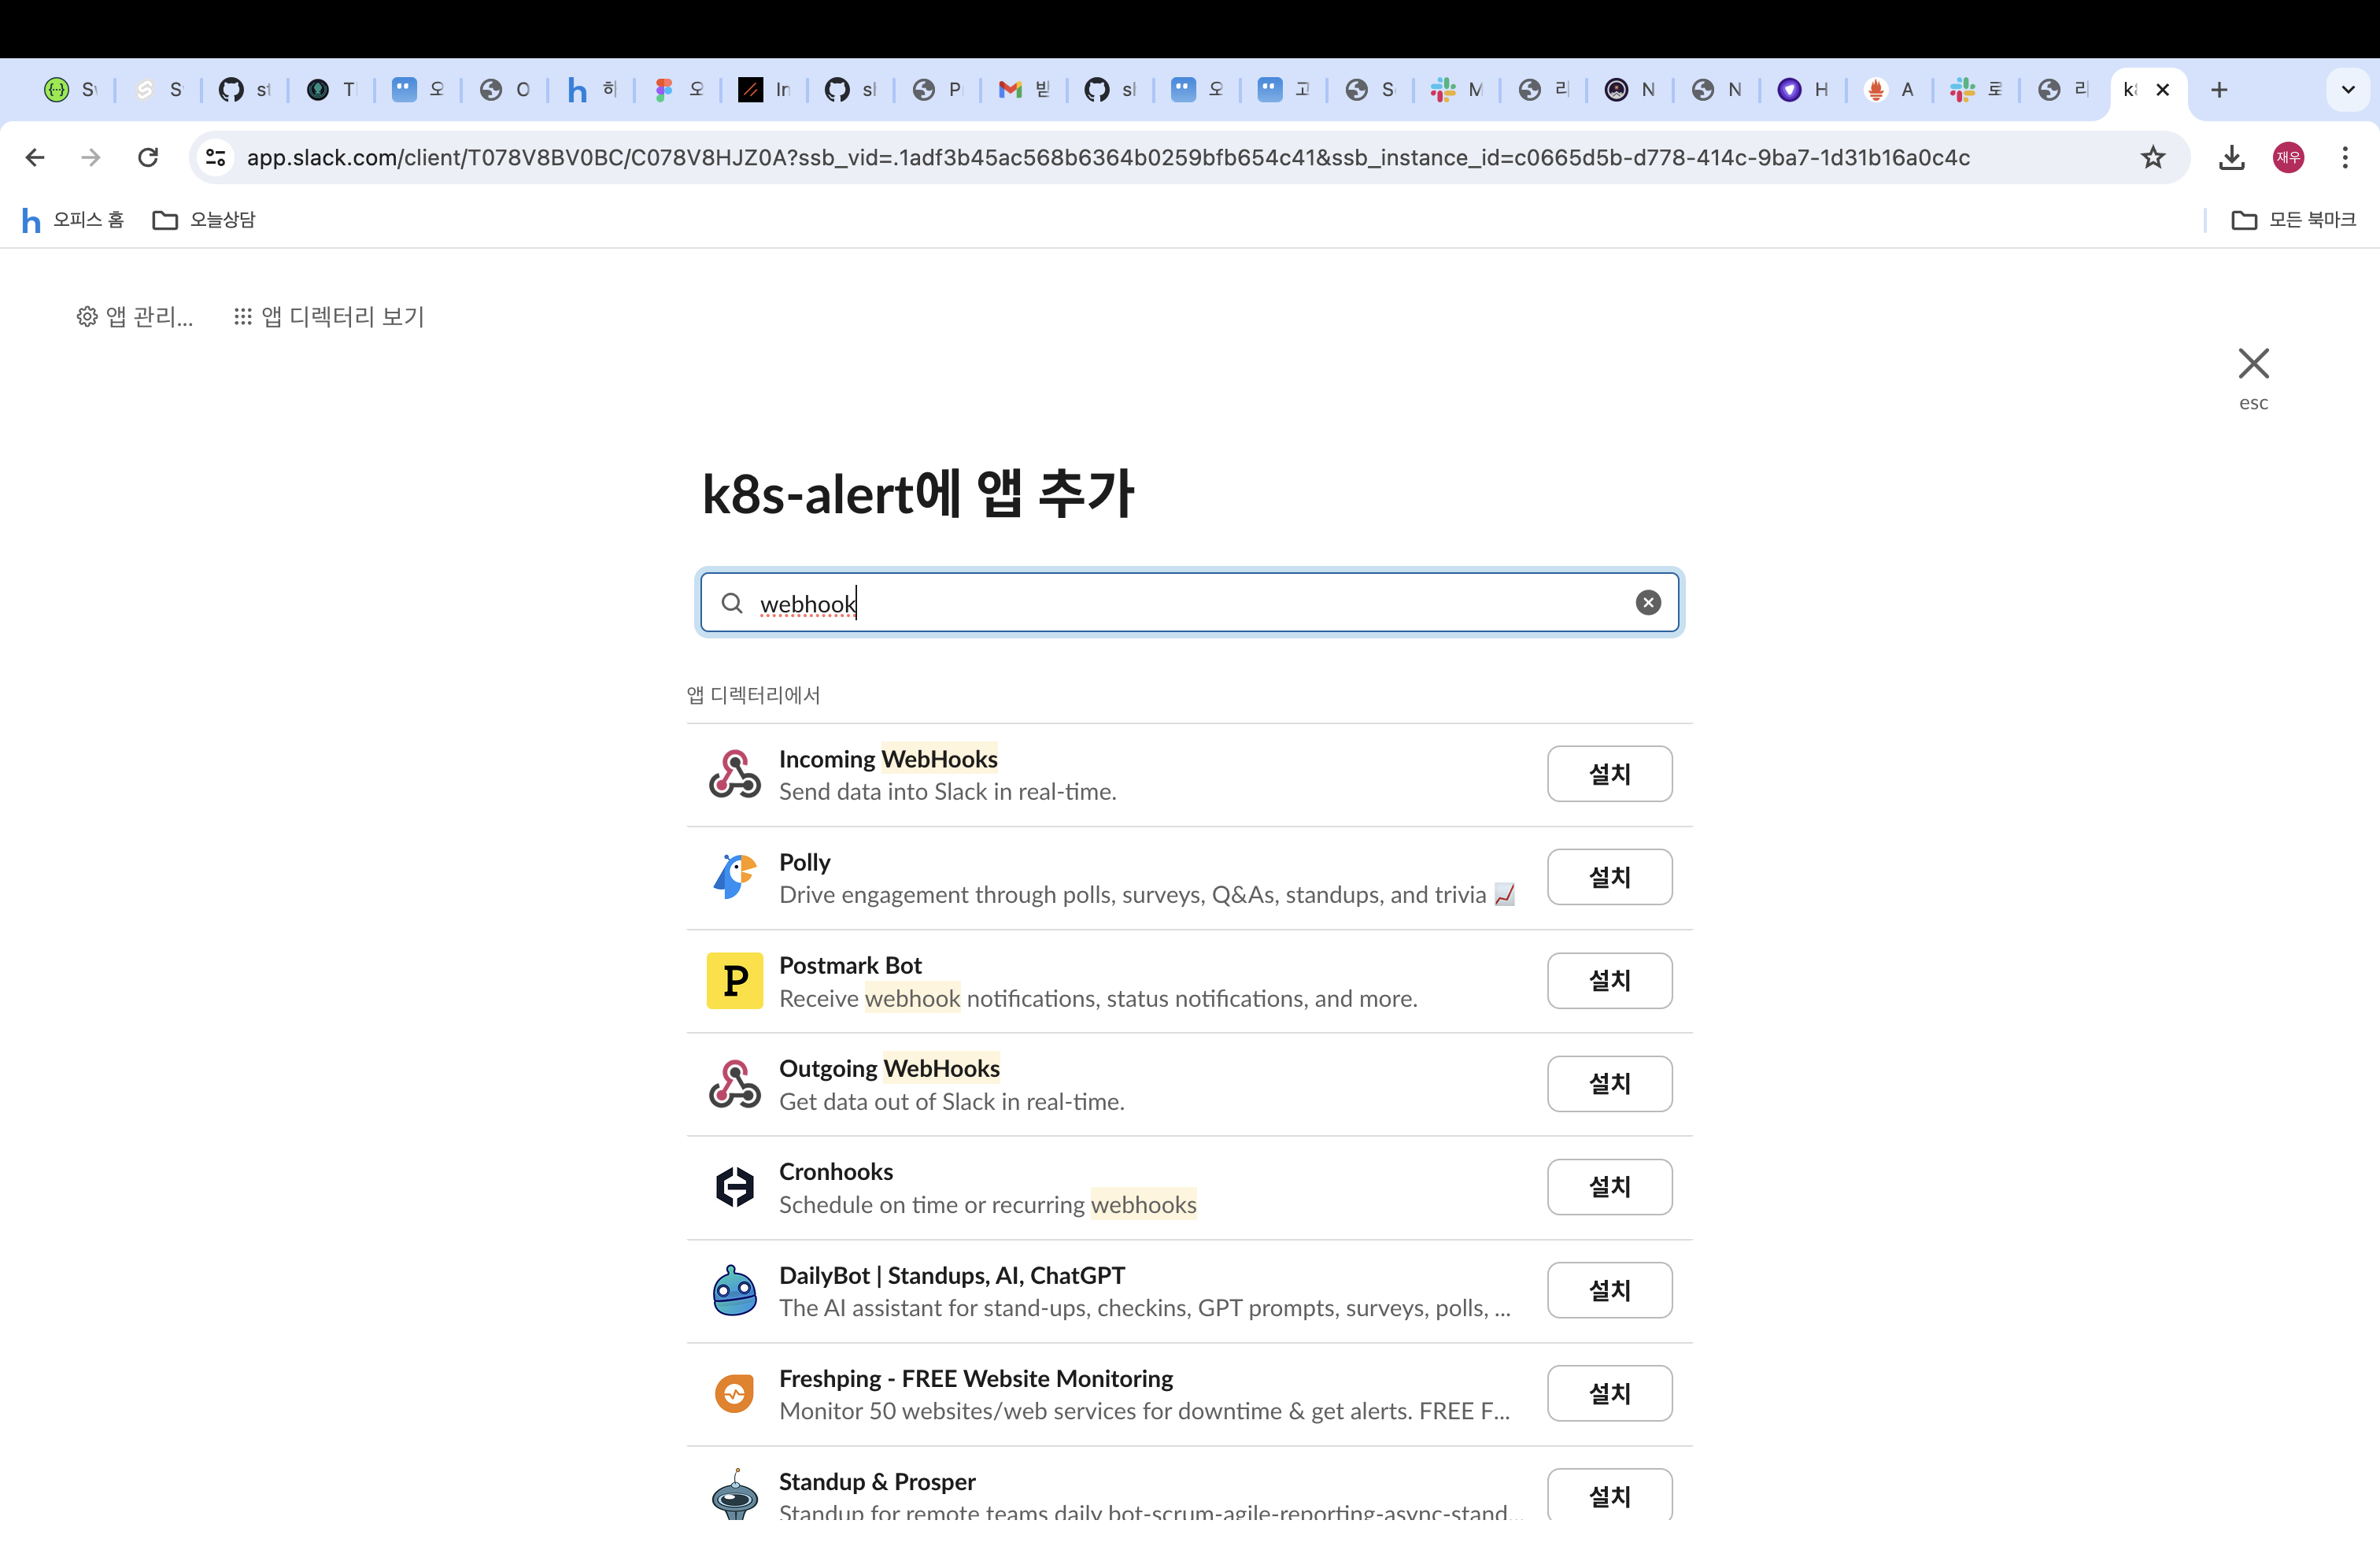 S
S
st
T
오
O
h
히
오
In
sl
P
받
sl
오
고
S
M
리
N
N
H
A
로
리
k8
app.slack.com/client/T078V8BV0BC/C078V8HJZ0A?ssb_vid=.1adf3b45ac568b6364b0259bfb654c41&ssb_instance_id=c0665d5b-d778-414c-9ba7-1d31b16a0c4c
재우
h 오피스 홈
오늘상담
모든 북마크
앱 관리...
앱 디렉터리 보기
esc
k8s-alert에 앱 추가
webhook
앱 디렉터리에서
Incoming WebHooks
Send data into Slack in real-time.
설치
Polly
Drive engagement through polls, surveys, Q&As, standups, and trivia 📈
설치
P
Postmark Bot
Receive webhook notifications, status notifications, and more.
설치
Outgoing WebHooks
Get data out of Slack in real-time.
설치
Cronhooks
Schedule on time or recurring webhooks
설치
DailyBot | Standups, AI, ChatGPT
The AI assistant for stand-ups, checkins, GPT prompts, surveys, polls, ...
설치
Freshping - FREE Website Monitoring
Monitor 50 websites/web services for downtime & get alerts. FREE F...
설치
Standup & Prosper
Standup for remote teams daily bot-scrum-agile-reporting-async-stand...
설치